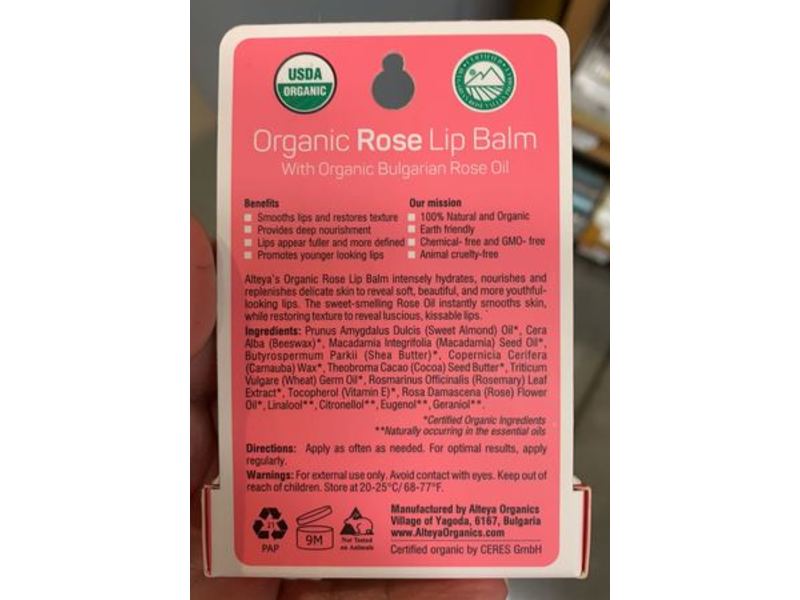 USDA
ORGANIC
CERTIFIED
Organic Rose Lip Balm
With Organic Bulgarian Rose Oil
Benefits
Smooths lips and restores texture
Provides deep nourishment
Lips appear fuller and more defined
Promotes younger looking lips
Our mission
100% Natural and Organic
Earth friendly
Chemical- free and GMO- free
Animal cruelty-free
Alteya's Organic Rose Lip Balm intensely hydrates, nourishes and
replenishes delicate skin to reveal soft, beautiful, and more youthful-
looking lips. The sweet-smelling Rose Oil instantly smooths skin,
while restoring texture to reveal luscious, kissable lips.
Ingredients: Prunus Amygdalus Dulcis (Sweet Almond) Oil*, Cera
Alba (Beeswax)*, Macadamia Integrifolia (Macadamia) Seed Oil*,
Butyrospermum Parkii (Shea Butter)*, Copernicia Cerifera
(Carnauba) Wax*, Theobroma Cacao (Cocoa) Seed Butter*, Triticum
Vulgare (Wheat) Germ Oil*, Rosmarinus Officinalis (Rosemary) Leaf
Extract*, Tocopherol (Vitamin E)*, Rosa Damascena (Rose) Flower
Oil*, Linalool**, Citronellol**, Eugenol**, Geraniol**.
*Certified Organic Ingredients
**Naturally occurring in the essential oils
Directions: Apply as often as needed. For optimal results, apply
regularly.
Warnings: For external use only. Avoid contact with eyes. Keep out of
reach of children. Store at 20-25°C/ 68-77°F.
21
PAP
9M
Not Tested
on Animals
Manufactured by Alteya Organics
Village of Yagoda, 6167, Bulgaria
www.AlteyaOrganics.com
Certified organic by CERES GmbH